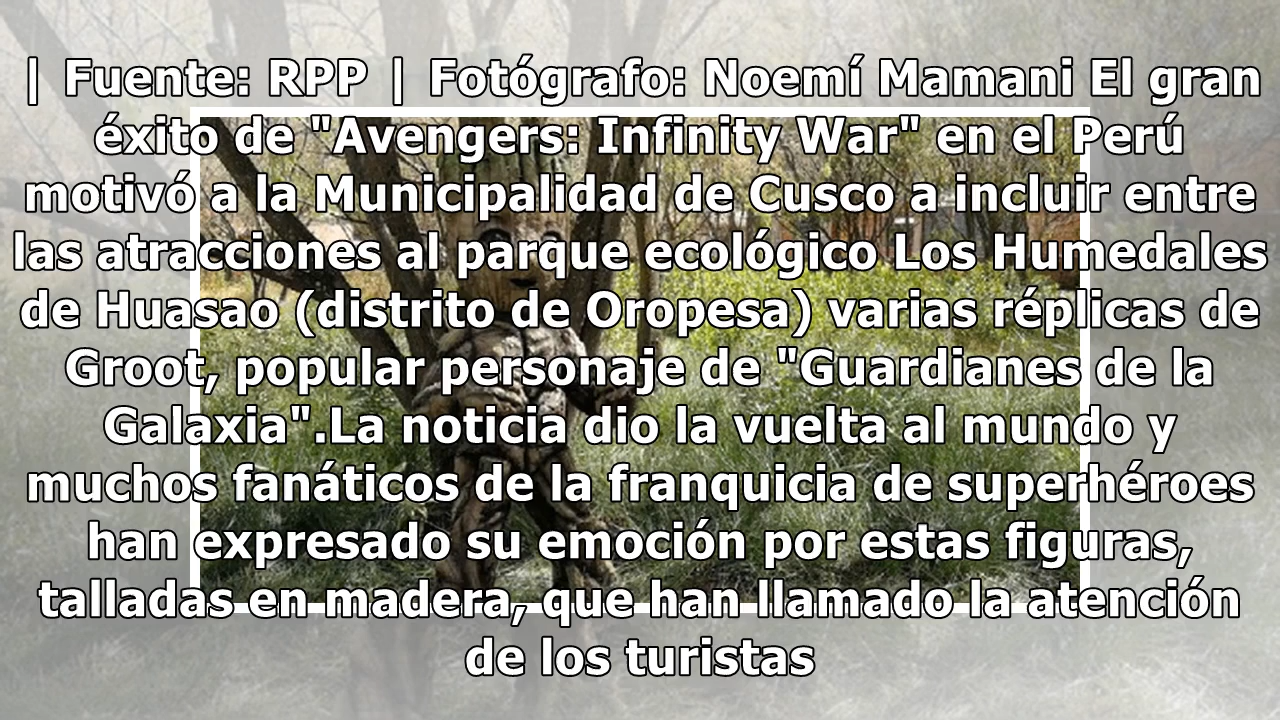 | Fuente: RPP | Fotógrafo: Noemí Mamani El gran
éxito de "Avengers: Infinity War" en el Perú
motivó a la Municipalidad de Cusco a incluir entre
las atracciones al parque ecológico Los Humedales
de Huasao (distrito de Oropesa) varias réplicas de
Groot, popular personaje de "Guardianes de la
Galaxia".La noticia dio la vuelta al mundo y
muchos fanáticos de la franquicia de superhéroes
han expresado su emoción por estas figuras,
talladas en madera, que han llamado la atención
de los turistas